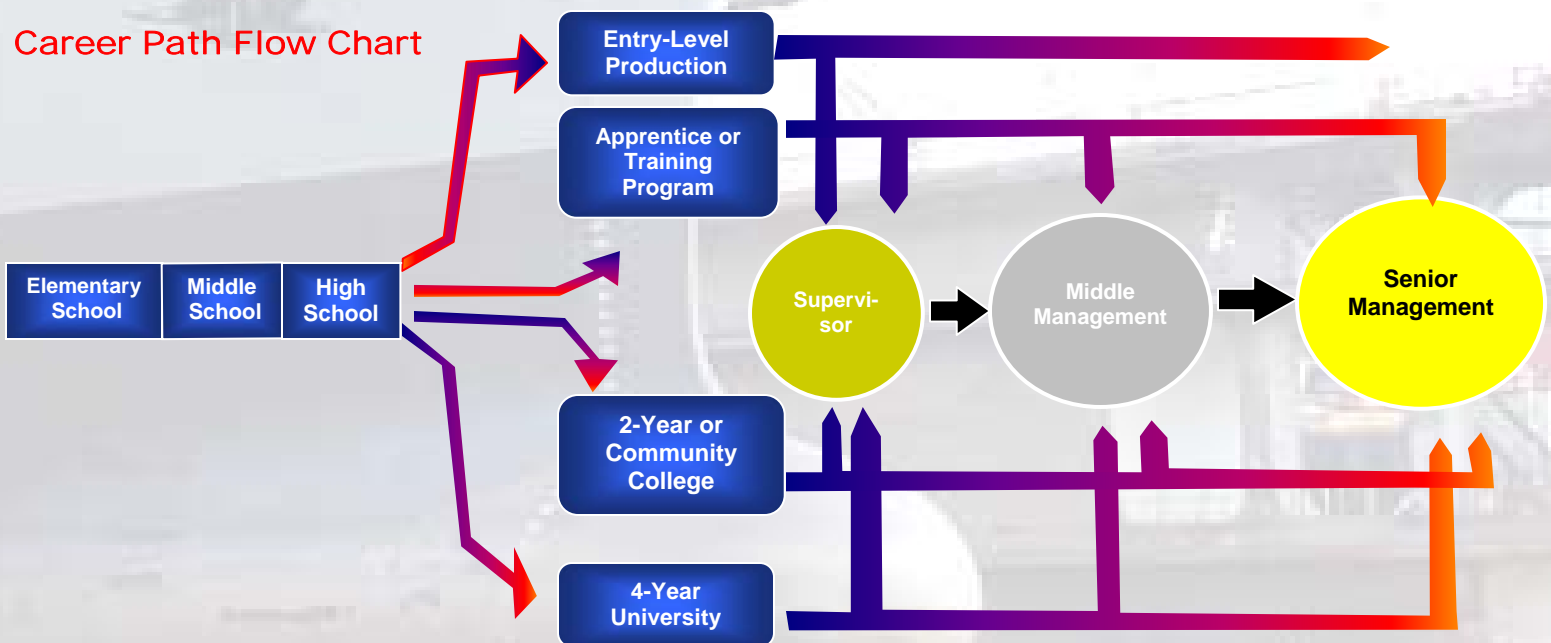 Career Path Flow Chart
Entry-Level
Production
Apprentice or
Training
Program
Elementary
School
Middle
School
High
School
Supervi-
sor
Middle
Management
Senior
Management
2-Year or
Community
College
4-Year
University